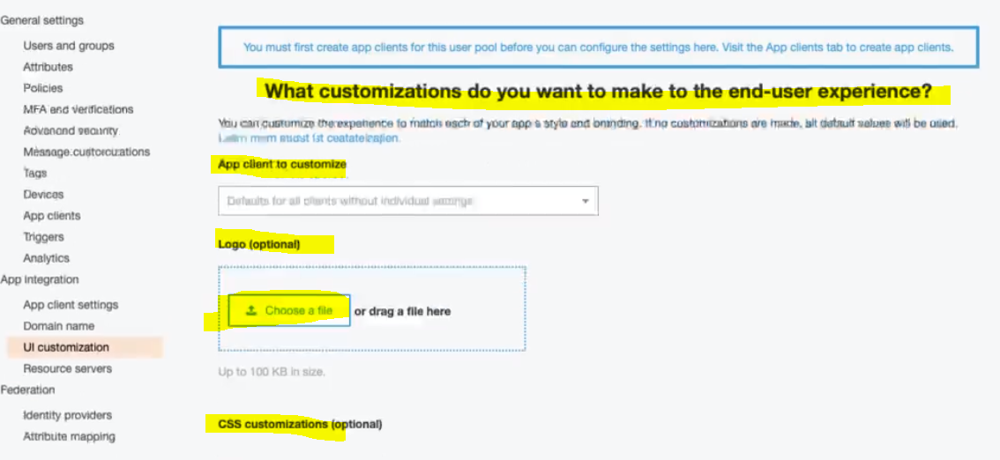 General settings
Users and groups
Attributes
Policies
MFA and verifications
Advanced security
Message customizations
Tags
Devices
App clients
Triggers
Analytics
App integration
App client settings
Domain name
UI customization
Resource servers
Federation
Identity providers
Attribute mapping
You must first create app clients for this user pool before you can configure the settings here. Visit the App clients tab to create app clients.
What customizations do you want to make to the end-user experience?
You can customize the experience to match each of your app's style and branding. If no customizations are made, all default values will be used.
App client to customize
Defaults for all clients without individual settings
Logo (optional)
Choose a file or drag a file here
Up to 100 KB in size.
CSS customizations (optional)